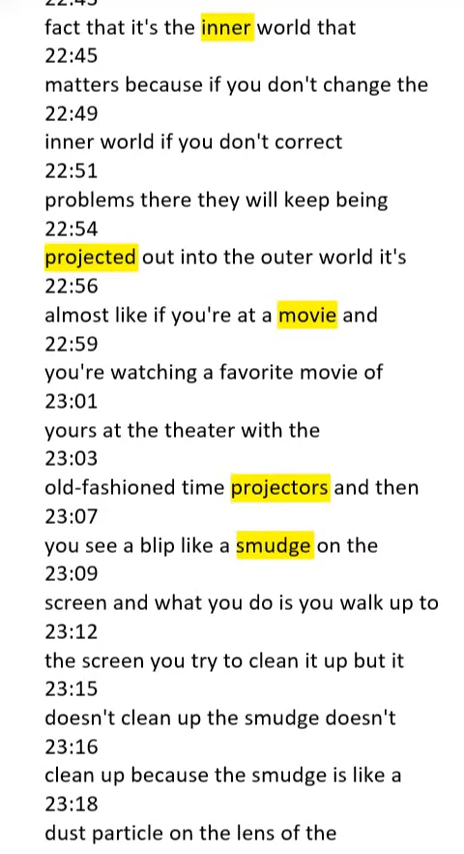 22:43
fact that it's the inner world that
22:45
matters because if you don't change the
22:49
inner world if you don't correct
22:51
problems there they will keep being
22:54
projected out into the outer world it's
22:56
almost like if you're at a movie and
22:59
you're watching a favorite movie of
23:01
yours at the theater with the
23:03
old-fashioned time projectors and then
23:07
you see a blip like a smudge on the
23:09
screen and what you do is you walk up to
23:12
the screen you try to clean it up but it
23:15
doesn't clean up the smudge doesn't
23:16
clean up because the smudge is like a
23:18
dust particle on the lens of the